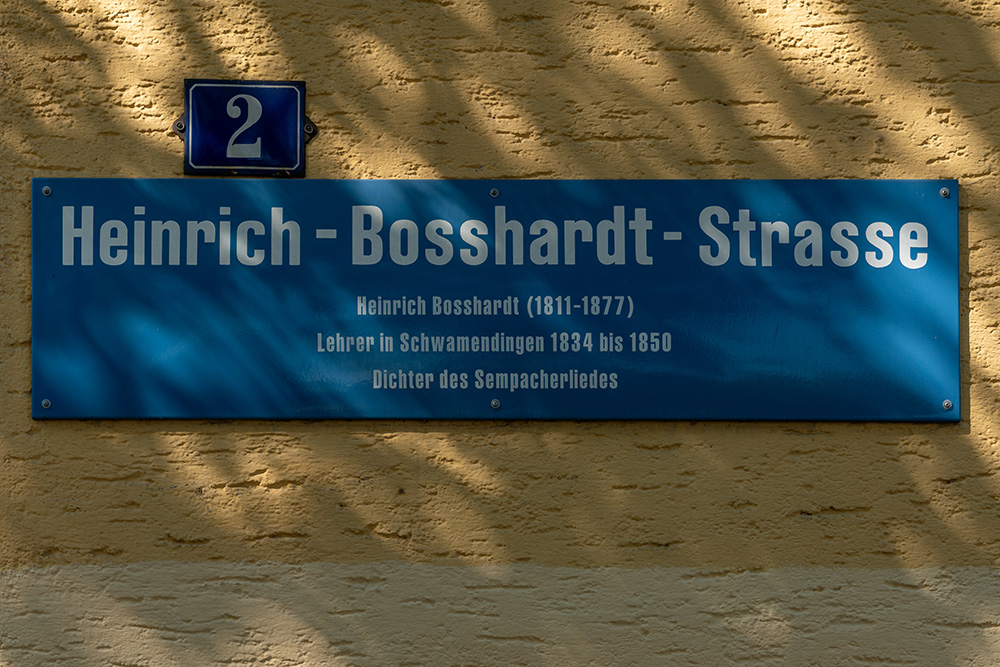 2
Heinrich - Bosshardt - Strasse
Heinrich Bosshardt (1811-1877)
Lehrer in Schwamendingen 1834 bis 1850
Dichter des Sempacherliedes